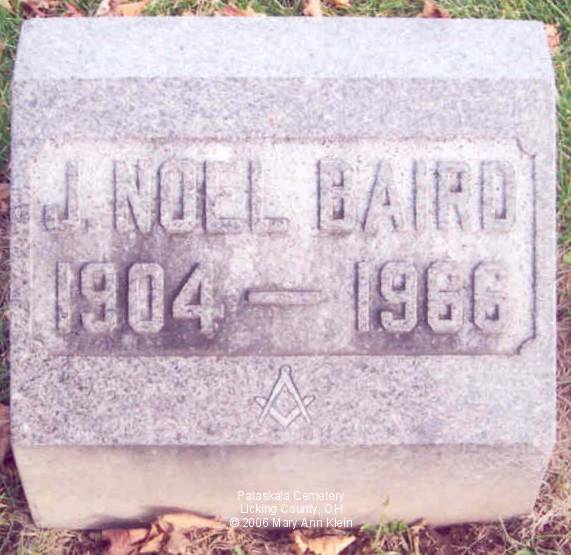 J. NOEL BAIRD
1904 — 1966
Pataskala Cemetery
Licking County, OH
© 2006 Mary Ann Klein